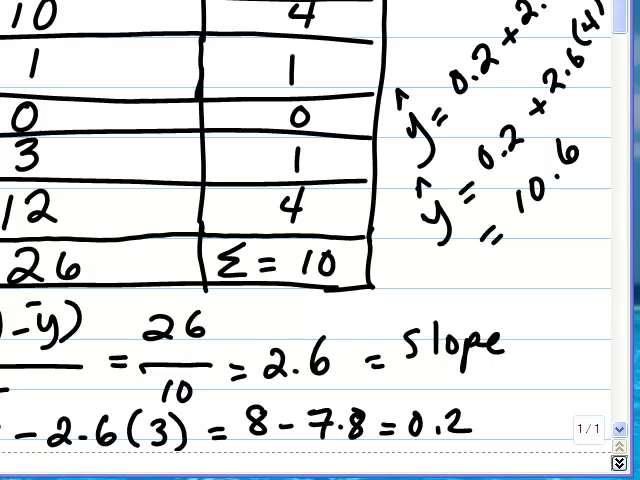 10 4
1 1
0 0
3 1
12 4
26 Σ = 10
ŷ = 0.2 + 2.
ŷ = 0.2 + 2.6(4)
= 10.6
) - ȳ) = 26/10 = 2.6 = slope
- 2.6(3) = 8 - 7.8 = 0.2
1 / 1